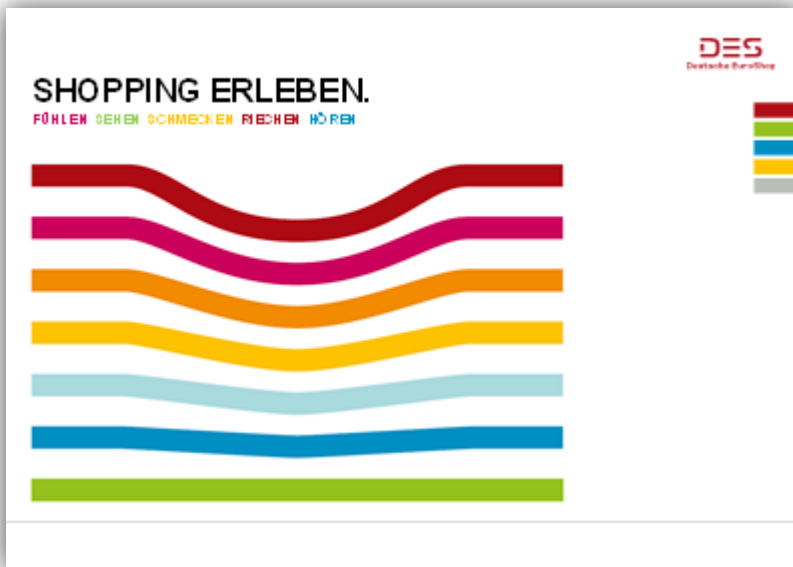 DES
Deutsche EuroShop
SHOPPING ERLEBEN.
FÜHLEN SEHEN SCHMECKEN RIECHEN HÖREN